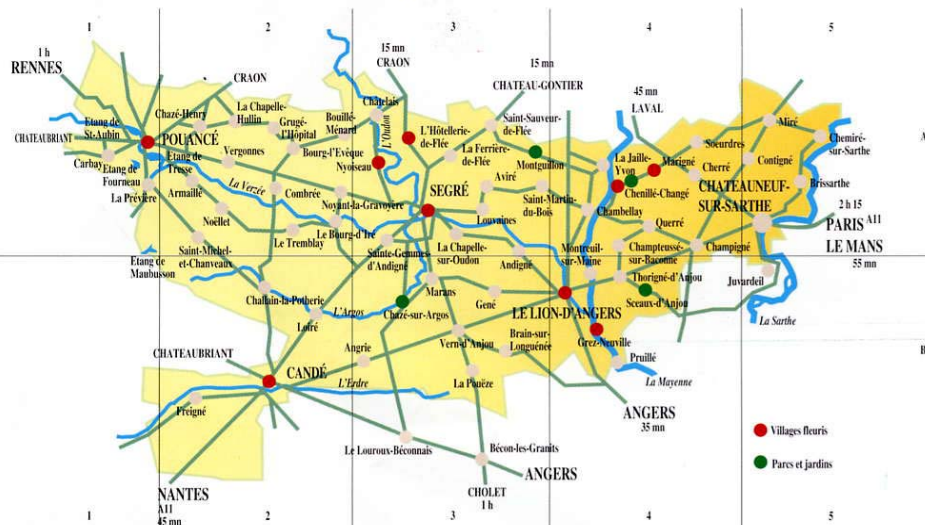 1
2
3
4
5
1 h
RENNES
15 mn
CRAON
15 mn
CHATEAU-GONTIER
45 mn
LAVAL
CRAON
Chazé-Henry
La Chapelle-
Hullin
Grugé-
l'Hôpital
Bouillé-
Ménard
Châtelais
L'Oudon
L'Hôtellerie-
de-Flée
Saint-Sauveur-
de-Flée
La Ferrière-
de-Flée
Montguillon
La Jaille-
Yvon
Marigné
Soeurdres
Miré
Chemiré-
sur-Sarthe
Contigné
Cherré
Brissarthe
A
Etang de
St-Aubin
CHATEAUBRIANT
POUANCÉ
Carbay
Etang de
Fourneau
Etang de
Tresse
Vergonnes
Bourg-l'Evêque
Nyoiseau
SEGRÉ
Aviré
Saint-Martin-
du-Bois
Chenillé-Changé
CHATEAUNEUF-
SUR-SARTHE
2 h 15
PARIS A11
LE MANS
55 mn
La Prévière
Armaillé
La Verzée
Combrée
Noyant-la-Gravoyère
Noëllet
Le Tremblay
Le Bourg-d'Iré
Louvaines
Chambellay
Querré
Champigné
Saint-Michel-
et-Chanveaux
Etang de
Maubusson
Sainte-Gemmes-
d'Andigné
La Chapelle-
sur-Oudon
Andigné
Montreuil-
sur-Maine
Champteussé-
sur-Baconne
Thorigné-d'Anjou
Sceaux-d'Anjou
Juvardeil
La Sarthe
Challain-la-Potherie
Loiré
L'Argos
Chazé-sur-Argos
Marans
Gené
LE LION-D'ANGERS
Grez-Neuville
Pruillé
La Mayenne
B
CHATEAUBRIANT
Angrie
Vern-d'Anjou
Brain-sur-
Longuenée
CANDÉ
L'Erdre
La Pouëze
Freigné
ANGERS
35 mn
Le Louroux-Béconnais
Bécon-les-Granits
ANGERS
CHOLET
1 h
NANTES
A11
45 mn
Villages fleuris
Parcs et jardins
1
2
3
4
5